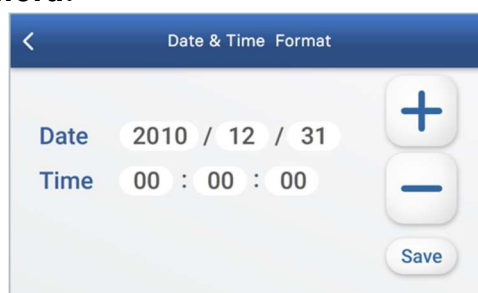 Date & Time Format
Date 2010 / 12 / 31
Time 00 : 00 : 00
Save